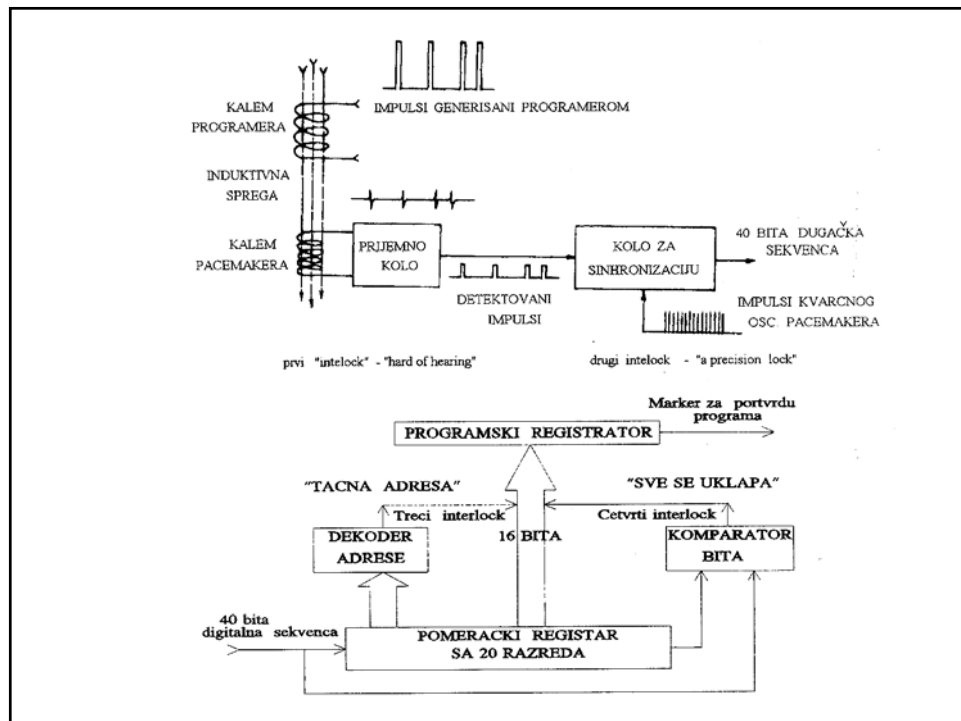 KALEM
PROGRAMERA
IMPULSI GENERISANI PROGRAMEROM
INDUKTIVNA
SPREGA
KALEM
PACEMAKERA
PRIJEMNO
KOLO
DETEKTOVANI
IMPULSI
KOLO ZA
SINHRONIZACIJU
40 BITA DUGAČKA
SEKVENCA
IMPULSI KVARCNOG
OSC. PACEMAKERA
prvi "intelock" - "hard of hearing"
drugi intelock - "a precision lock"
Marker za portvrdu
programa
PROGRAMSKI REGISTRATOR
"TACNA ADRESA"
"SVE SE UKLAPA"
Treci interlock
Cetvrti interlock
16 BITA
DEKODER
ADRESE
KOMPARATOR
BITA
40 bita
digitalna sekvenca
POMERACKI REGISTAR
SA 20 RAZREDA